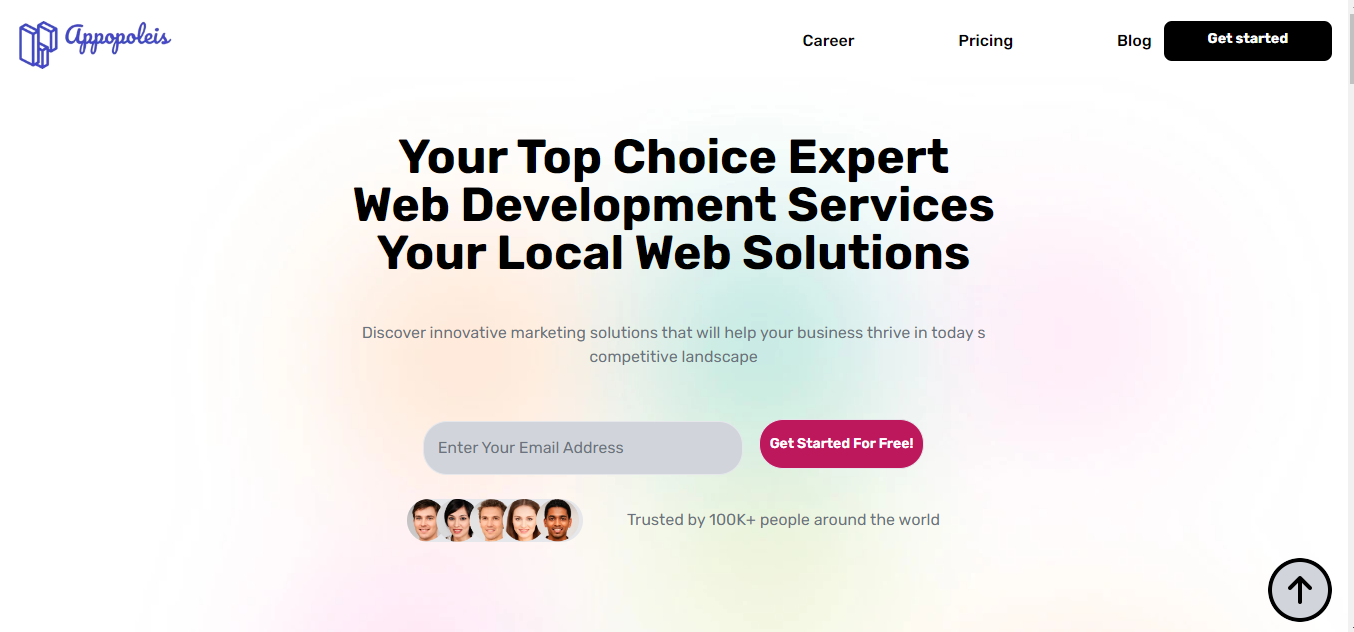 Appopoleis
Career
Pricing
Blog
Get started
Your Top Choice Expert
Web Development Services
Your Local Web Solutions
Discover innovative marketing solutions that will help your business thrive in today s
competitive landscape
Enter Your Email Address
Get Started For Free!
Trusted by 100K+ people around the world